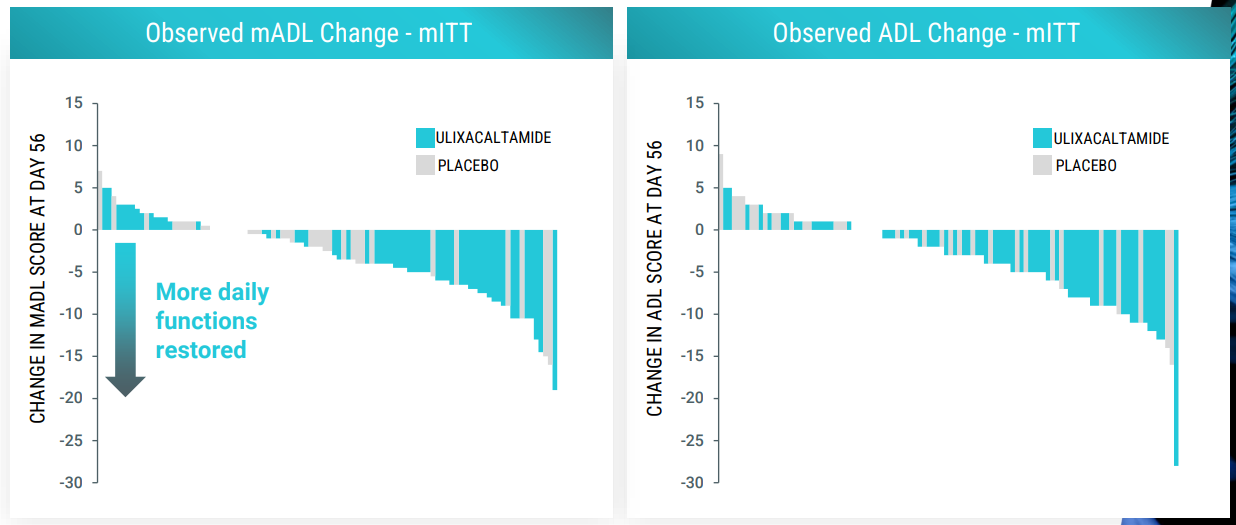 Observed mADL Change - mITT
CHANGE IN MADL SCORE AT DAY 56
15
10
5
0
-5
-10
-15
-20
-25
-30
ULIXACALTAMIDE
PLACEBO
More daily
functions
restored
Observed ADL Change - mITT
CHANGE IN ADL SCORE AT DAY 56
15
10
5
0
-5
-10
-15
-20
-25
-30
ULIXACALTAMIDE
PLACEBO